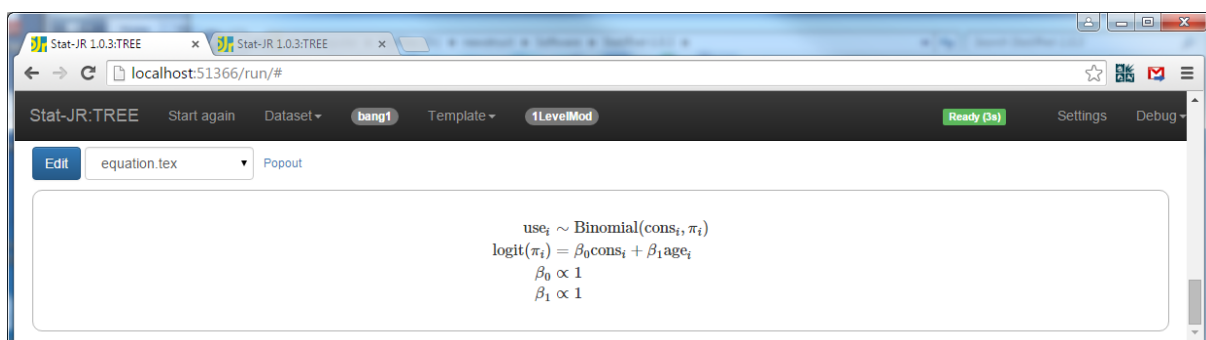 Stat-JR 1.0.3:TREE
Stat-JR 1.0.3:TREE
localhost:51366/run/#
Stat-JR:TREE Start again Dataset bang1 Template 1LevelMod Ready (3s) Settings Debug
Edit equation.tex Popout
useᵢ ∼ Binomial(consᵢ, πᵢ)
logit(πᵢ) = β₀consᵢ + β₁ageᵢ
β₀ ∝ 1
β₁ ∝ 1